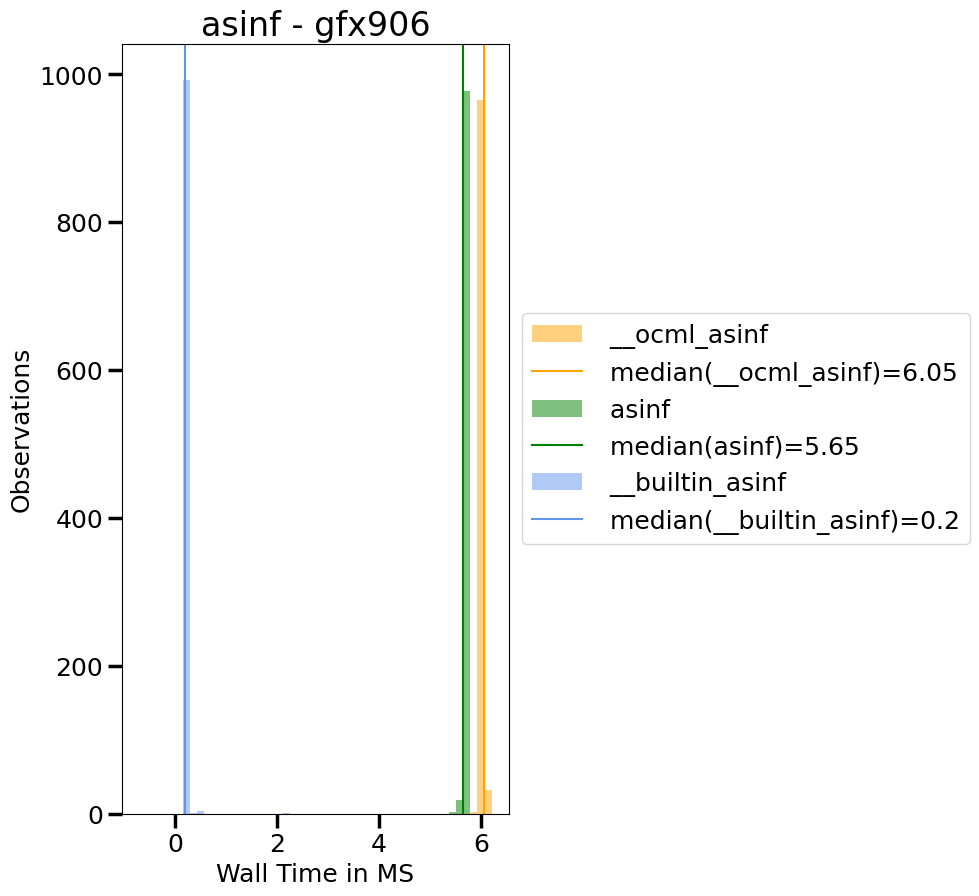 asinf - gfx906
1000
800
600
400
200
0
Observations
0 2 4 6
Wall Time in MS
__ocml_asinf
median(__ocml_asinf)=6.05
asinf
median(asinf)=5.65
__builtin_asinf
median(__builtin_asinf)=0.2